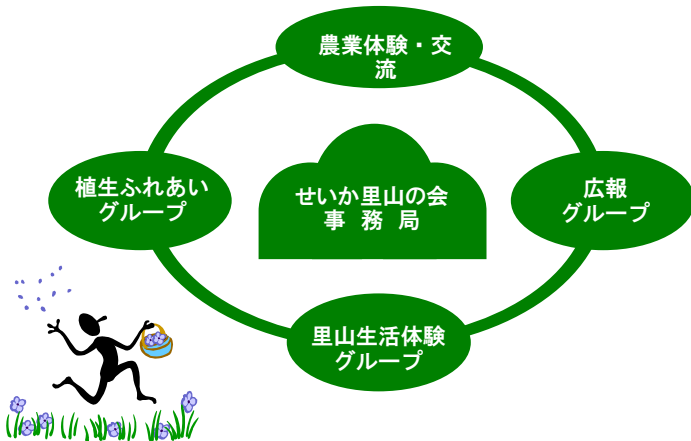 農業体験・交
流
植生ふれあい
グループ
せいか里山の会
事 務 局
広報
グループ
里山生活体験
グループ